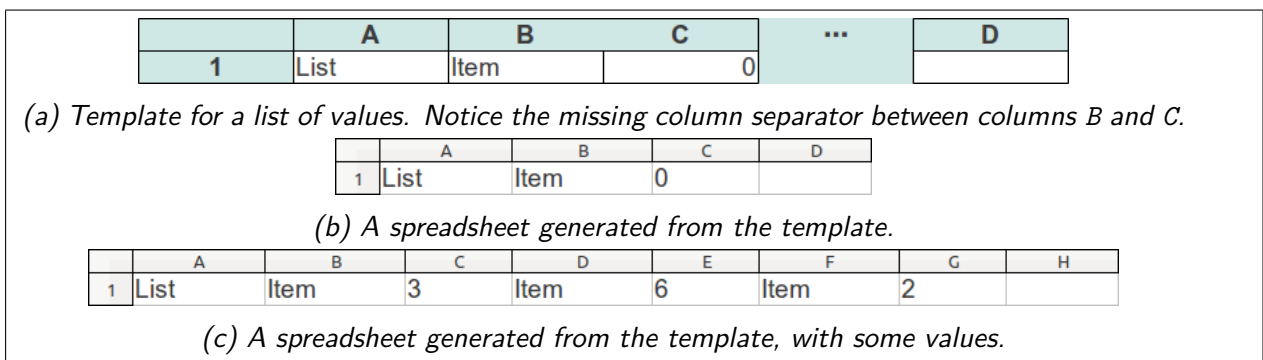 A B C ... D
1 List Item 0
(a) Template for a list of values. Notice the missing column separator between columns B and C.
A B C D
1 List Item 0
(b) A spreadsheet generated from the template.
A B C D E F G H
1 List Item 3 Item 6 Item 2
(c) A spreadsheet generated from the template, with some values.